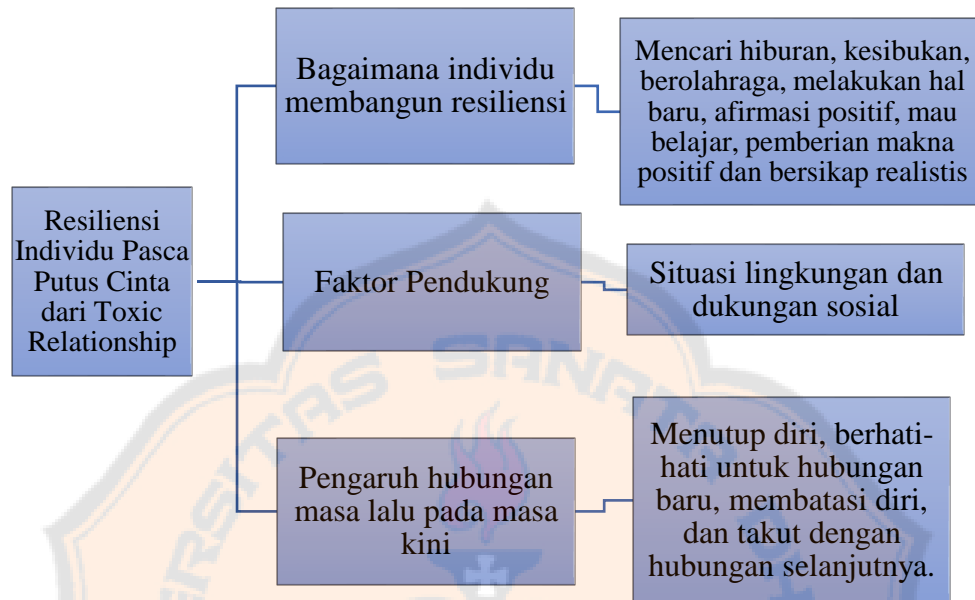 Resiliensi
Individu Pasca
Putus Cinta
dari Toxic
Relationship
Bagaimana individu
membangun resiliensi
Mencari hiburan, kesibukan,
berolahraga, melakukan hal
baru, afirmasi positif, mau
belajar, pemberian makna
positif dan bersikap realistis
Faktor Pendukung
Situasi lingkungan dan
dukungan sosial
Pengaruh hubungan
masa lalu pada masa
kini
Menutup diri, berhati-
hati untuk hubungan
baru, membatasi diri,
dan takut dengan
hubungan selanjutnya.
SANATA